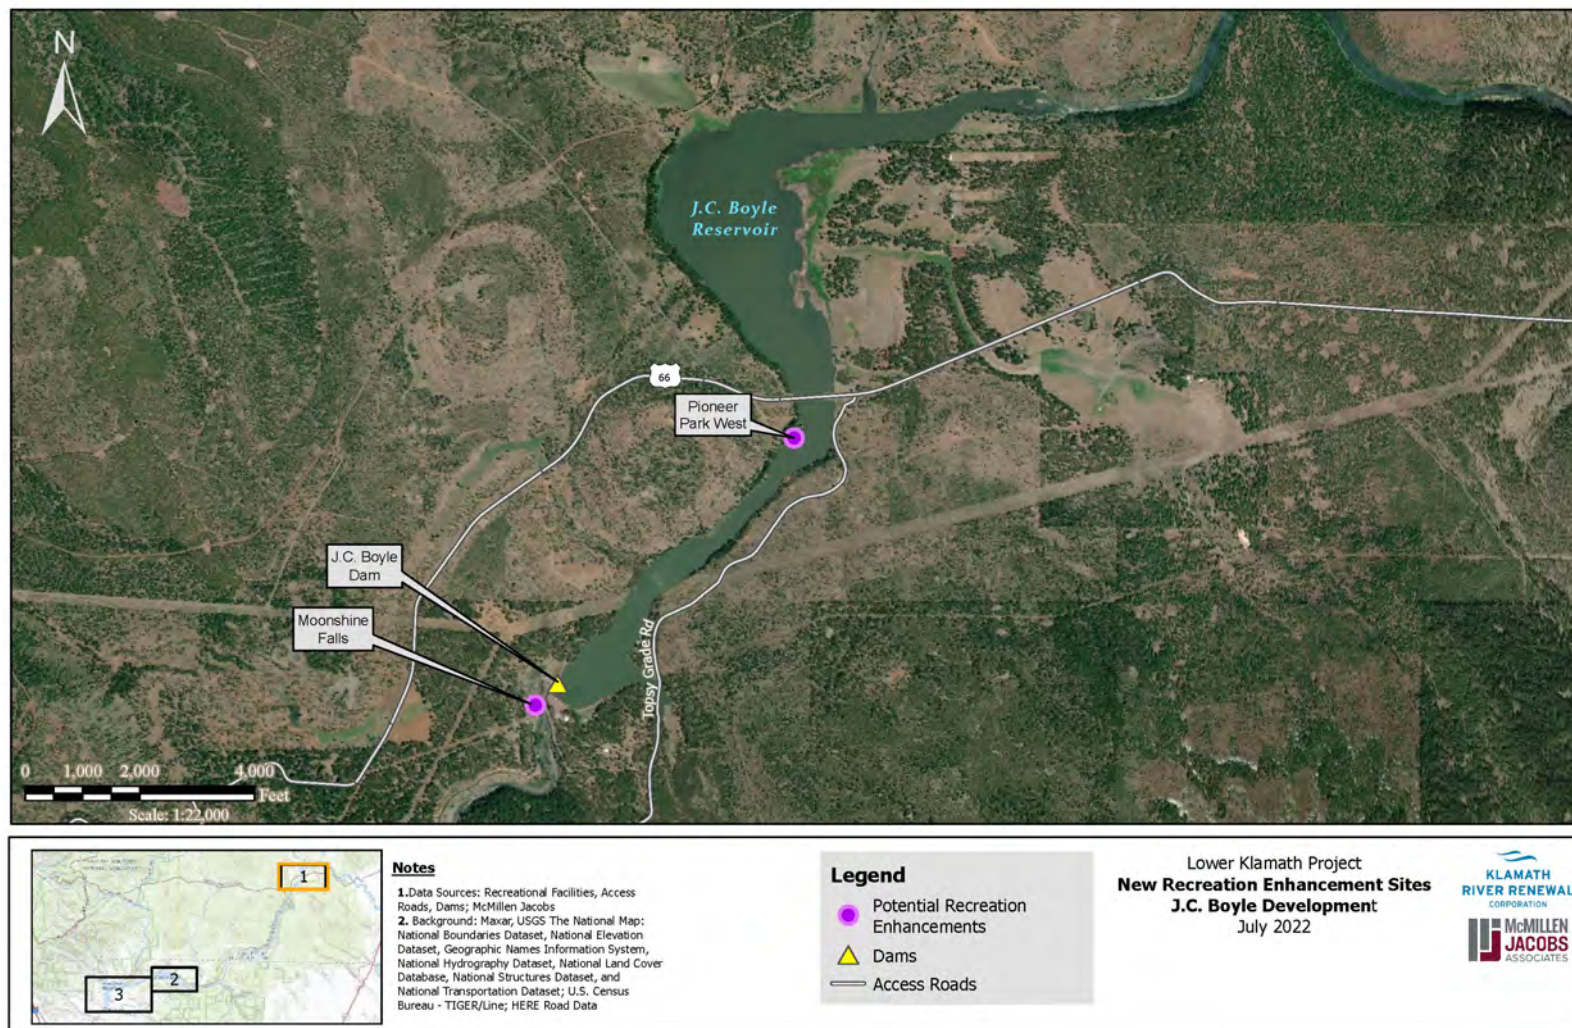 N
J.C. Boyle
Reservoir
66
Pioneer
Park West
J.C. Boyle
Dam
Moonshine
Falls
Topsy Grade Rd
0 1,000 2,000 4,000
Feet
Scale: 1:22,000
1
2
3
Notes
1.Data Sources: Recreational Facilities, Access
Roads, Dams; McMillen Jacobs
2. Background: Maxar, USGS The National Map:
National Boundaries Dataset, National Elevation
Dataset, Geographic Names Information System,
National Hydrography Dataset, National Land Cover
Database, National Structures Dataset, and
National Transportation Dataset; U.S. Census
Bureau - TIGER/Line; HERE Road Data
Legend
Potential Recreation
Enhancements
Dams
Access Roads
Lower Klamath Project
New Recreation Enhancement Sites
J.C. Boyle Development
July 2022
KLAMATH
RIVER RENEWAL
CORPORATION
McMILLEN
JACOBS
ASSOCIATES